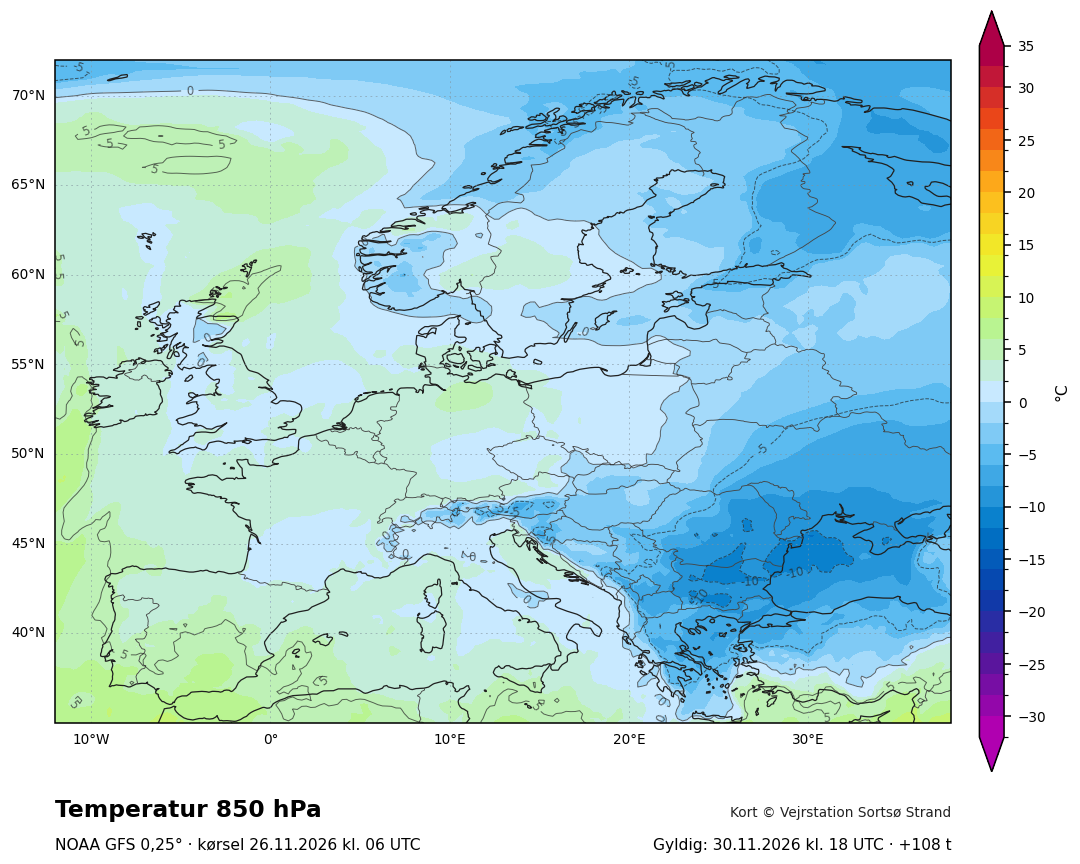 70°N
65°N
60°N
55°N
50°N
45°N
40°N
10°W
0°
10°E
20°E
30°E
35
30
25
20
15
10
5
0
−5
−10
−15
−20
−25
−30
°C
Temperatur 850 hPa
Kort © Vejrstation Sortsø Strand
NOAA GFS 0,25° · kørsel 26.11.2026 kl. 06 UTC
Gyldig: 30.11.2026 kl. 18 UTC · +108 t